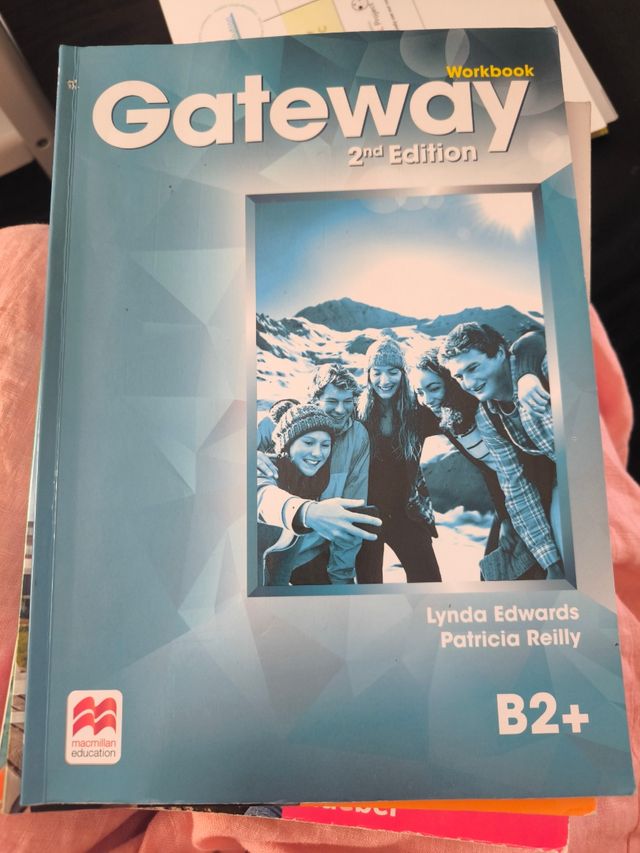 Workbook
Gateway
2nd Edition
Lynda Edwards
Patricia Reilly
B2+
macmillan
education